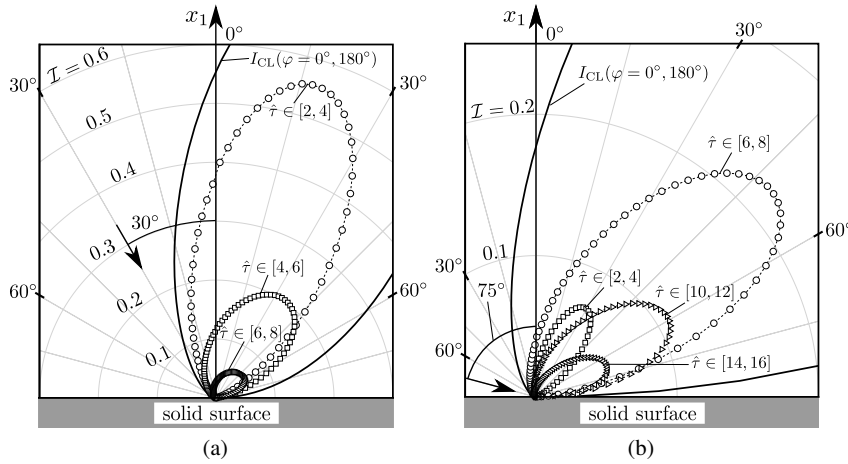 x₁ 0°
I_CL(φ = 0°, 180°)
𝓘 = 0.6
30° 30°
τ̂ ∈ [2, 4]
0.5
0.4
30°
0.3
τ̂ ∈ [4, 6]
60° 60°
0.2
τ̂ ∈ [6, 8]
0.1
solid surface
(a)
x₁ 0° 30°
I_CL(φ = 0°, 180°)
𝓘 = 0.2
τ̂ ∈ [6, 8]
60°
0.1
30°
τ̂ ∈ [2, 4]
75°
τ̂ ∈ [10, 12]
60°
τ̂ ∈ [14, 16]
solid surface
(b)